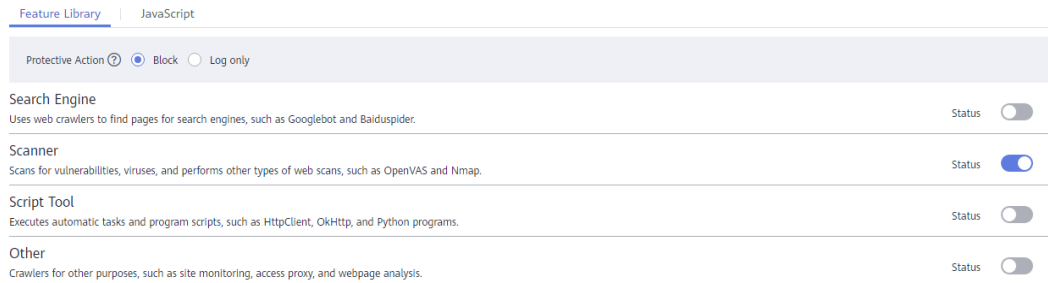 Feature Library JavaScript
Protective Action ? Block Log only
Search Engine
Uses web crawlers to find pages for search engines, such as Googlebot and Baiduspider.
Status
Scanner
Scans for vulnerabilities, viruses, and performs other types of web scans, such as OpenVAS and Nmap.
Status
Script Tool
Executes automatic tasks and program scripts, such as HttpClient, OkHttp, and Python programs.
Status
Other
Crawlers for other purposes, such as site monitoring, access proxy, and webpage analysis.
Status